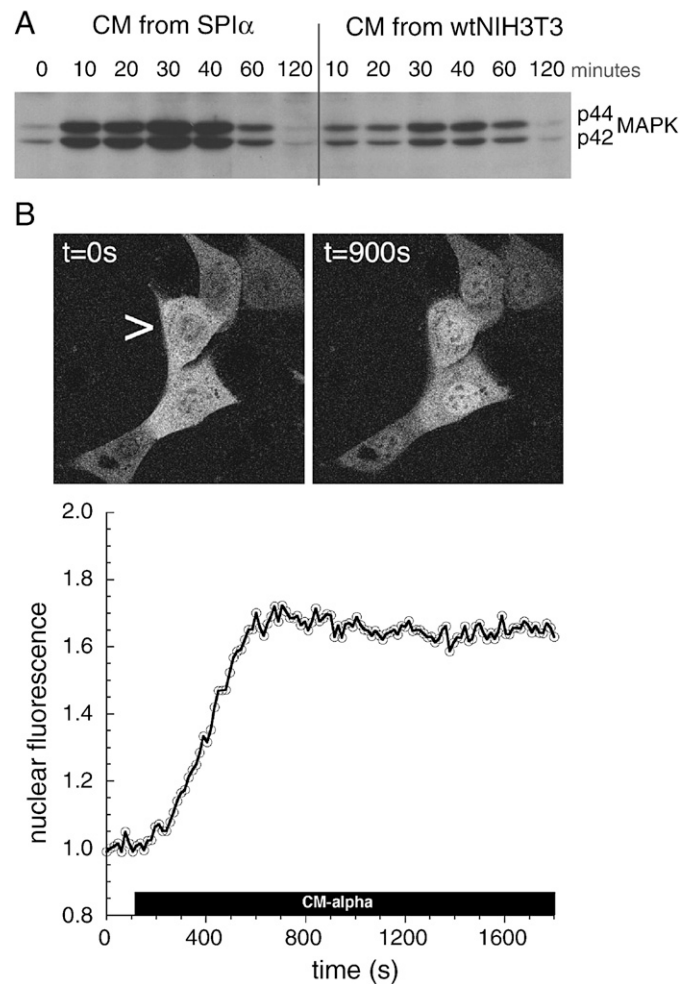 A
CM from SPIα CM from wtNIH3T3
0 10 20 30 40 60 120 10 20 30 40 60 120 minutes
p44
p42 MAPK
B
t=0s t=900s
>
2.0
1.8
1.6
1.4
1.2
1.0
0.8
nuclear fluorescence
CM-alpha
0 400 800 1200 1600
time (s)